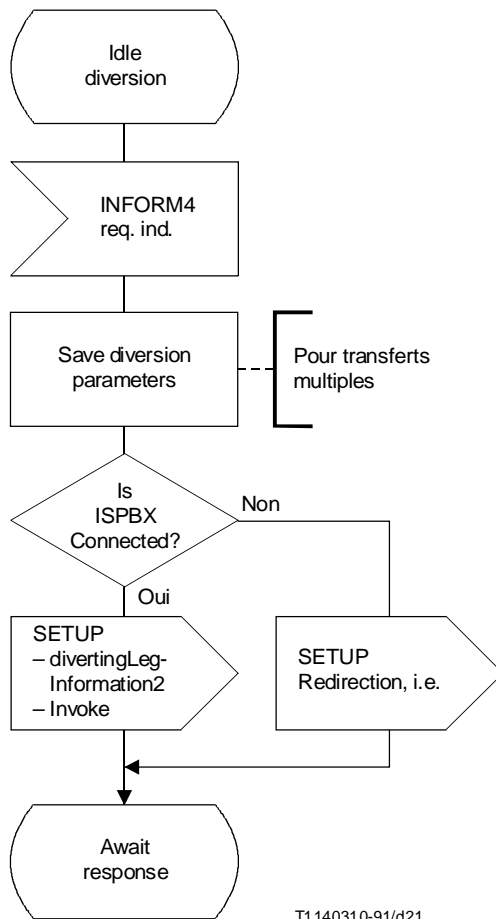 Idle
diversion
INFORM4
req. ind.
Save diversion
parameters
Pour transferts
multiples
Is
ISPBX
Connected?
Non
Oui
SETUP
– divertingLeg-
Information2
– Invoke
SETUP
Redirection, i.e.
Await
response
T1140310-91/d21